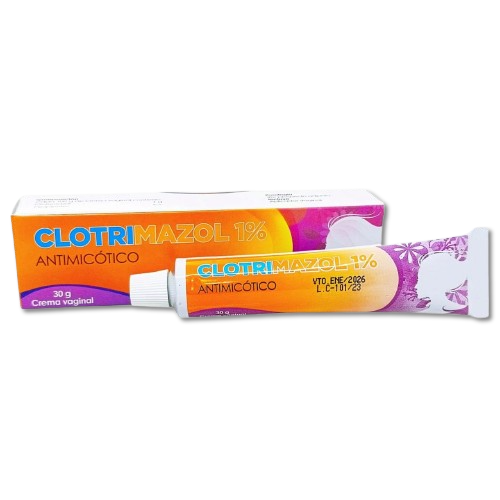 CLOTRIMAZOL 1%
ANTIMICÓTICO
30 g
Crema vaginal
CLOTRIMAZOL 1%
ANTIMICÓTICO
VTO. ENE/2026
L. C-101/23
30 g